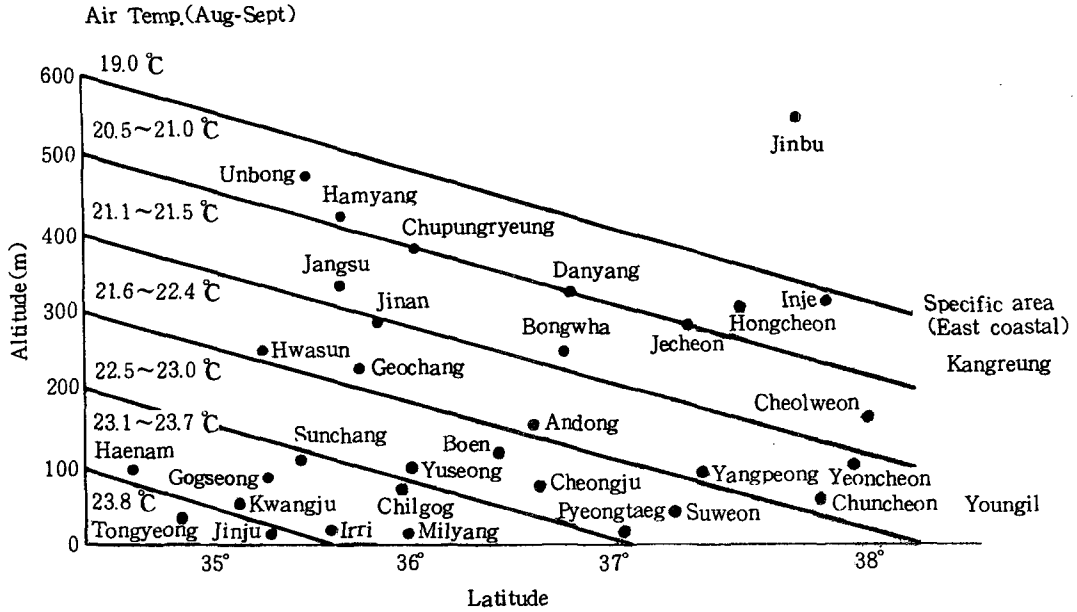 Air Temp.(Aug-Sept)
19.0 ℃
600
20.5~21.0 ℃
Jinbu
500
Unbong
Hamyang
21.1~21.5 ℃
Chupungryeung
400
Jangsu
Danyang
21.6~22.4 ℃
Jinan
Inje
Specific area
(East coastal)
300
Bongwha
Hongcheon
Jecheon
Hwasun
Geochang
Kangreung
22.5~23.0 ℃
200
Cheolweon
23.1~23.7 ℃
Sunchang
Andong
Haenam
Boen
Gogseong
Yuseong
Yangpeong
Yeoncheon
100
Cheongju
23.8 ℃
Kwangju
Chilgog
Chuncheon
Youngil
Pyeongtaeg
Suweon
Tongyeong
Jinju
Irri
Milyang
0
Altitude(m)
35°
36°
37°
38°
Latitude